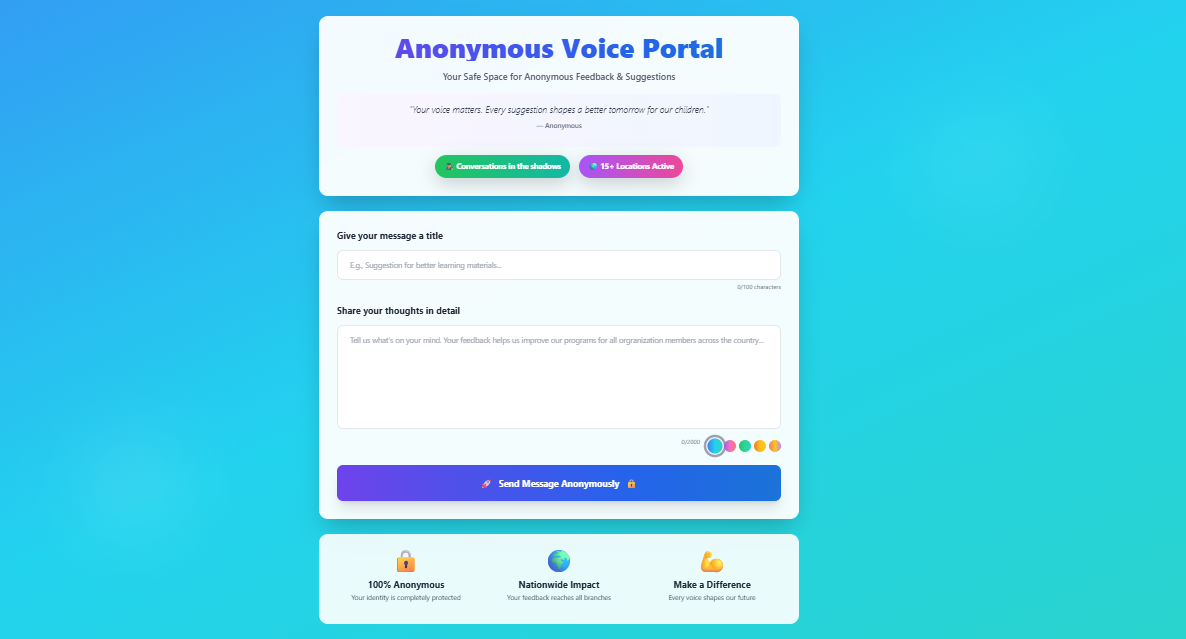 Anonymous Voice Portal
Your Safe Space for Anonymous Feedback & Suggestions
"Your voice matters. Every suggestion shapes a better tomorrow for our children."
— Anonymous
Conversations in the shadows
15+ Locations Active
Give your message a title
E.g., Suggestion for better learning materials...
0/100 characters
Share your thoughts in detail
Tell us what's on your mind. Your feedback helps us improve our programs for all orgranization members across the country...
0/2000
Send Message Anonymously
100% Anonymous
Your identity is completely protected
Nationwide Impact
Your feedback reaches all branches
Make a Difference
Every voice shapes our future